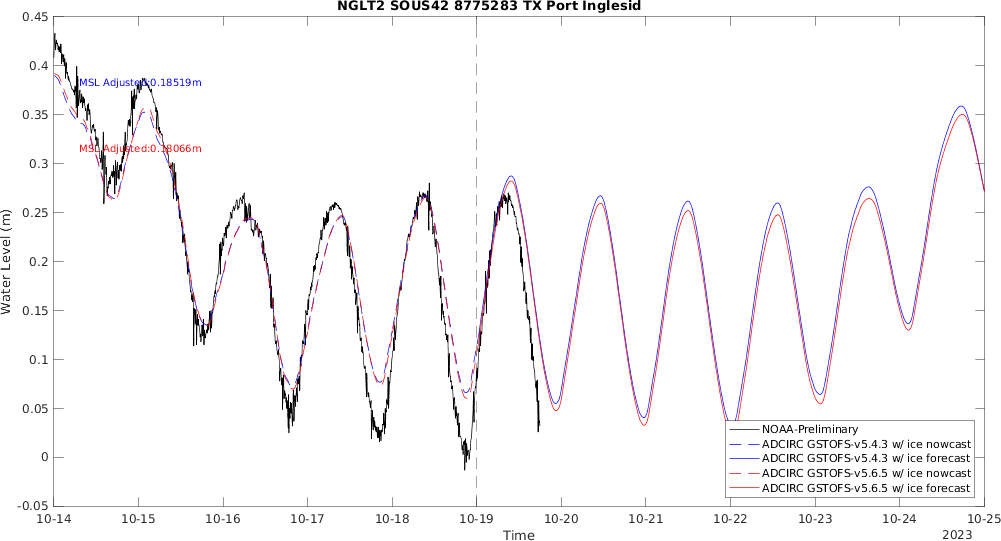 NGLT2 SOUS42 8775283 TX Port Inglesid
0.45
0.4
0.35
0.3
0.25
0.2
0.15
0.1
0.05
0
-0.05
Water Level (m)
MSL Adjusted:0.18519m
MSL Adjusted:0.18066m
NOAA-Preliminary
ADCIRC GSTOFS-v5.4.3 w/ ice nowcast
ADCIRC GSTOFS-v5.4.3 w/ ice forecast
ADCIRC GSTOFS-v5.6.5 w/ ice nowcast
ADCIRC GSTOFS-v5.6.5 w/ ice forecast
10-14 10-15 10-16 10-17 10-18 10-19 10-20 10-21 10-22 10-23 10-24 10-25
Time
2023